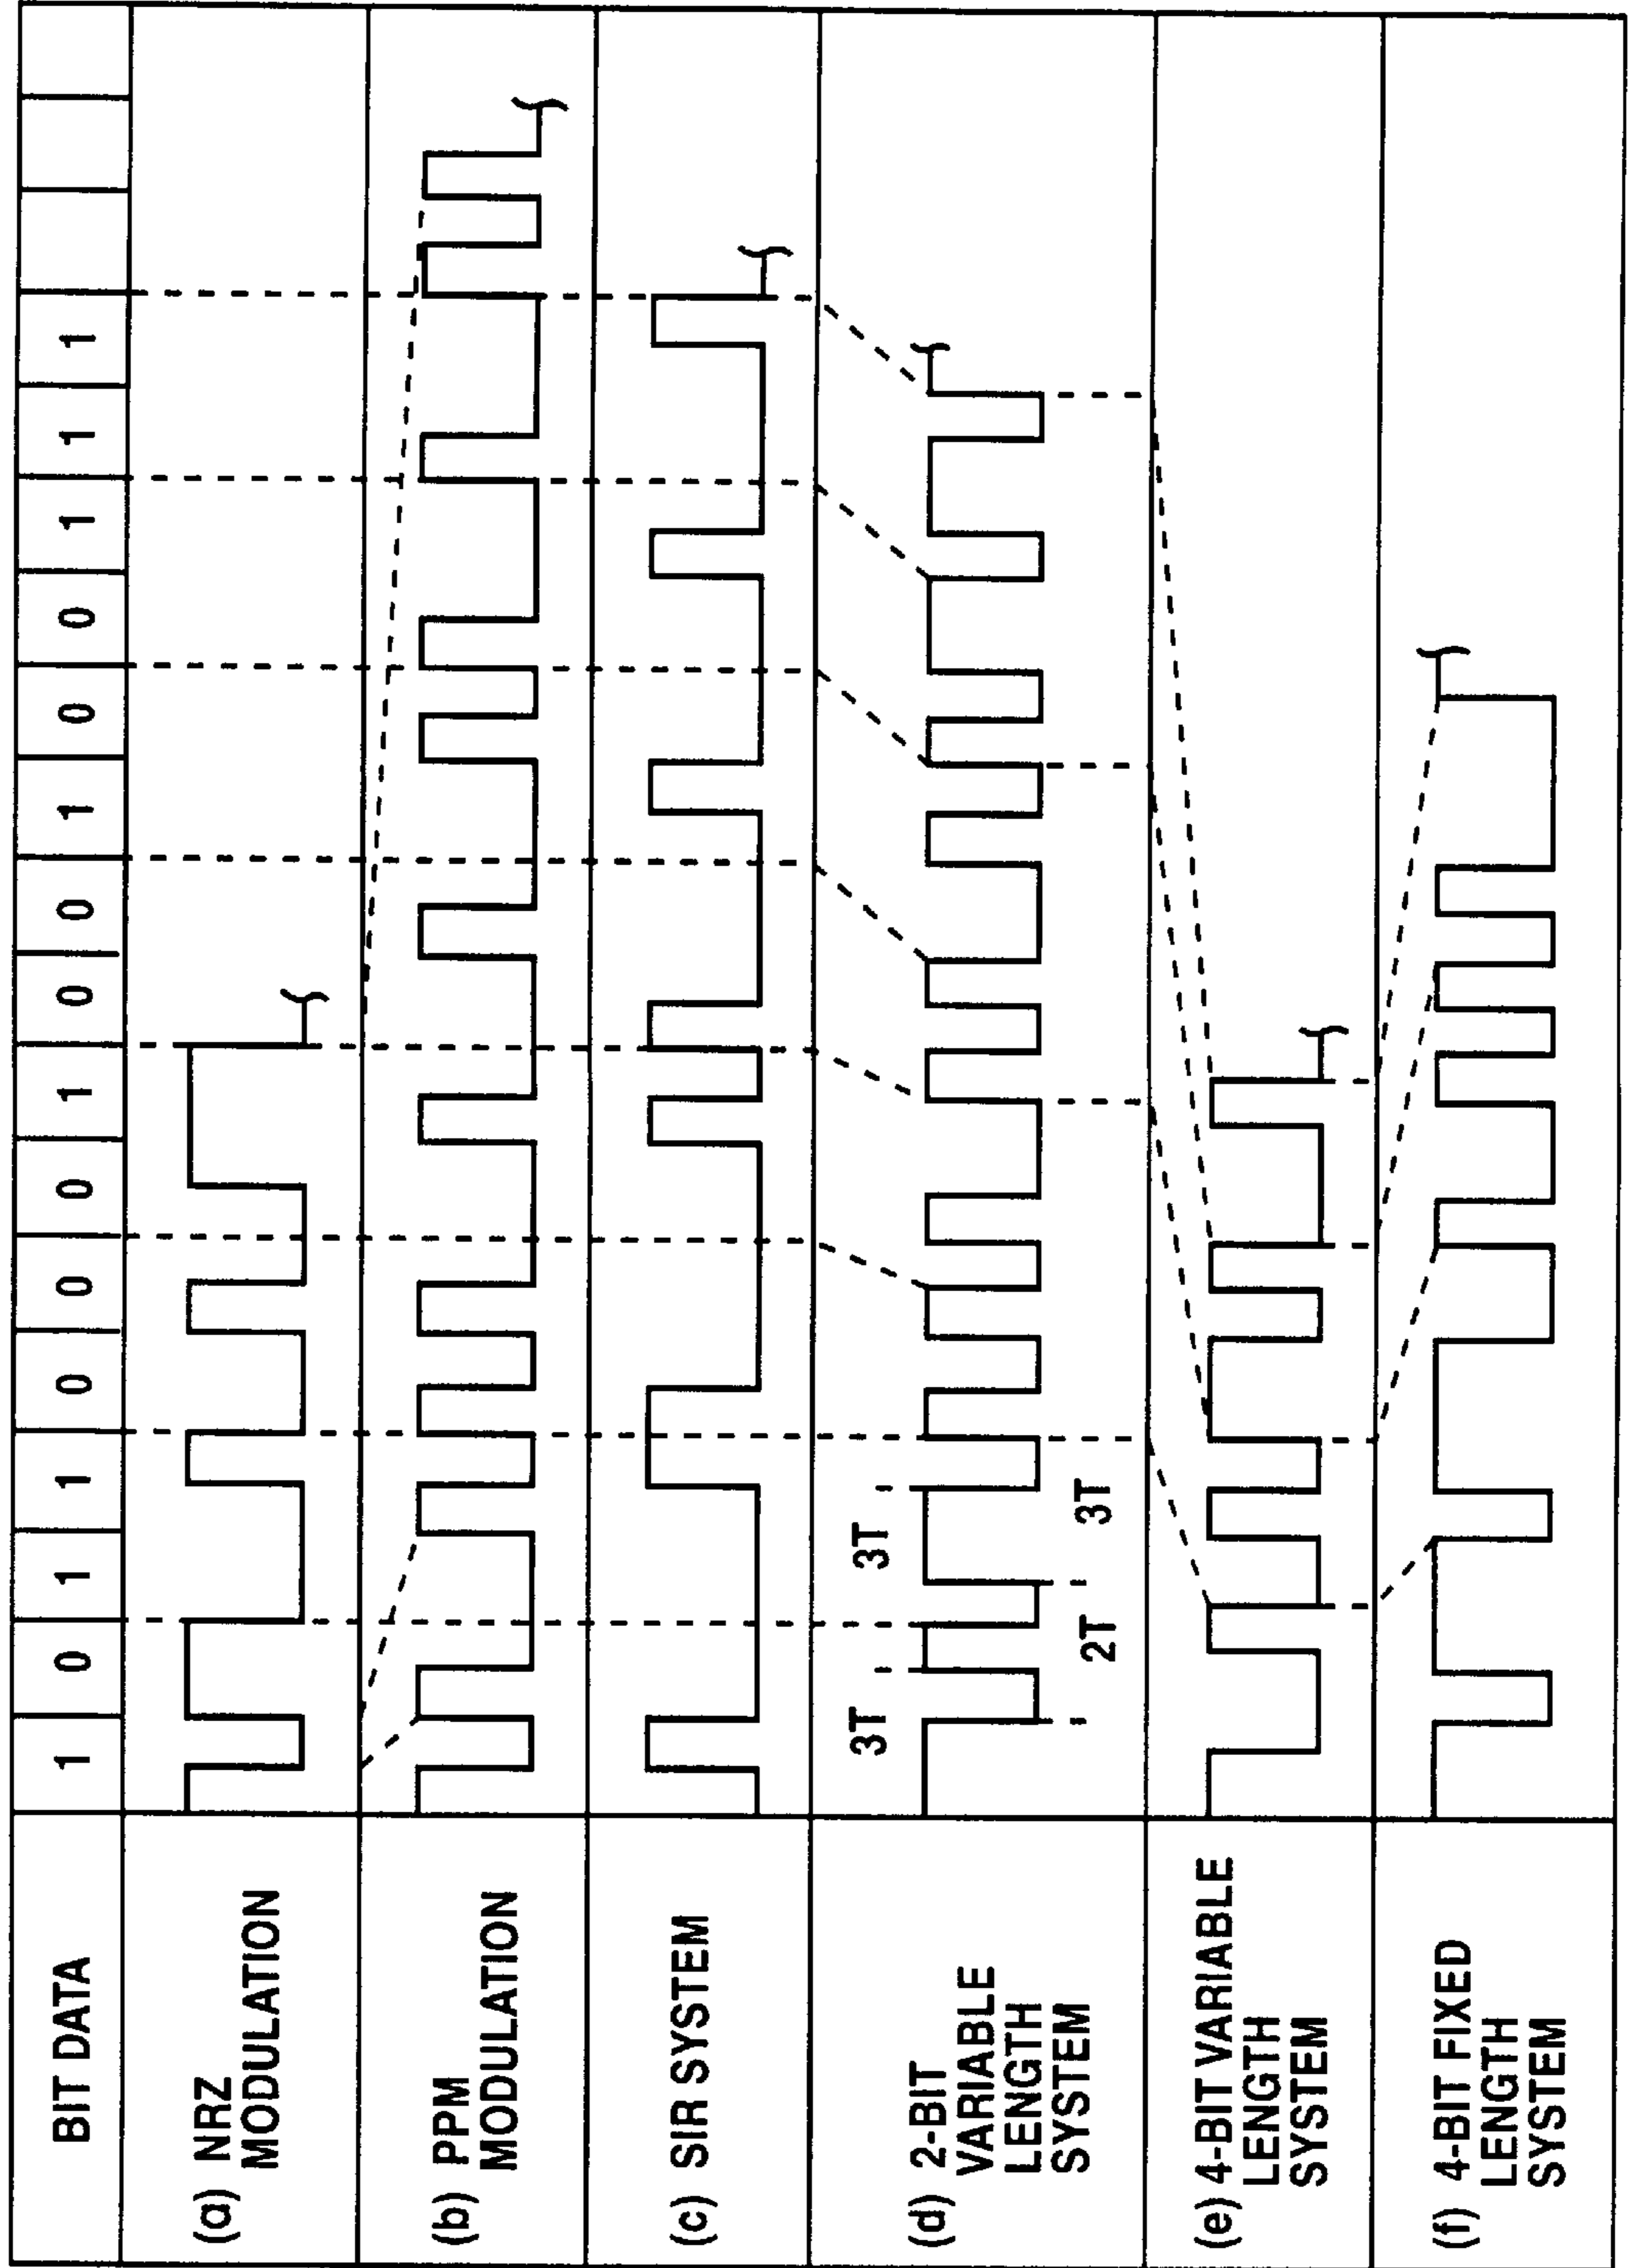 BIT DATA 1 0 1 1 0 0 0 1 0 0 1 0 0 1 1 1
(a) NRZ
MODULATION
(b) PPM
MODULATION
(c) SIR SYSTEM
(d) 2-BIT
VARIABLE
LENGTH
SYSTEM
3T 3T
2T 3T
(e) 4-BIT VARIABLE
LENGTH
SYSTEM
(f) 4-BIT FIXED
LENGTH
SYSTEM